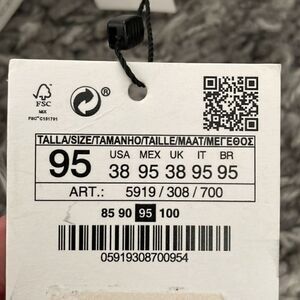 FSC
MIX
FSC® C151791
TALLA/SIZE/TAMANHO/TAILLE/MAAT/ΜΕΓΕΘΟΣ
95 USA MEX UK IT BR
38 95 38 95 95
ART.: 5919 / 308 / 700
85 90 95 100
05919308700954